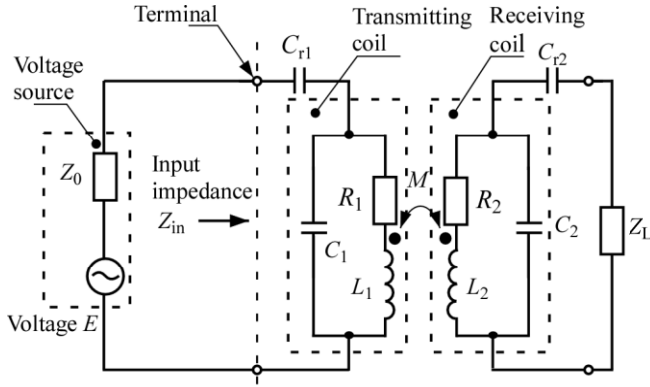 Terminal
Transmitting
coil
Receiving
coil
Voltage
source
C_r1
C_r2
Z_0
Input
impedance
Z_in
R_1
M
R_2
C_1
C_2
Z_L
L_1
L_2
Voltage E